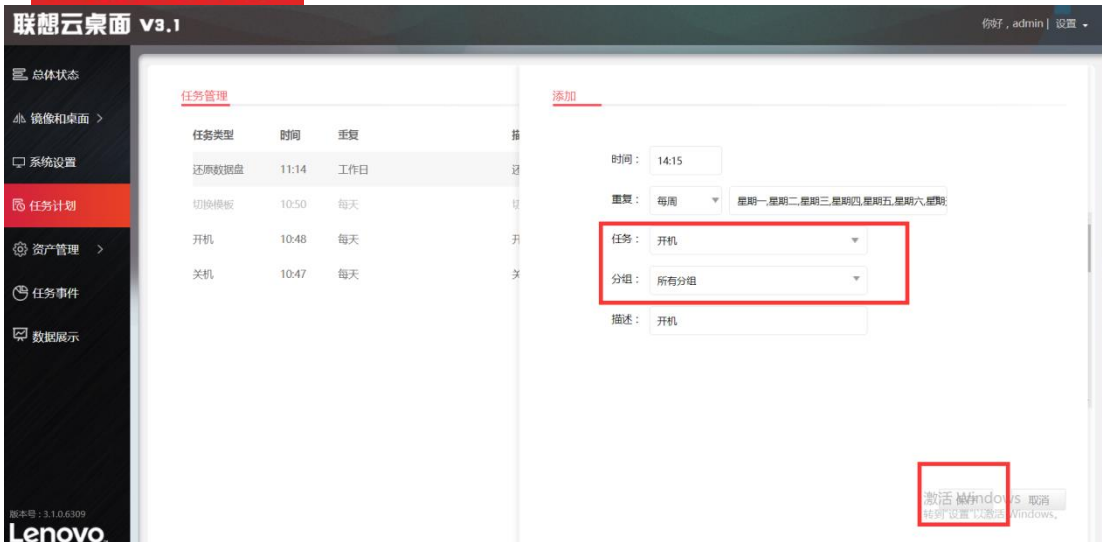 联想云桌面 V3.1
你好，admin | 设置
总体状态
镜像和桌面 >
系统设置
任务计划
资产管理 >
任务事件
数据展示
版本号：3.1.0.6309
Lenovo
任务管理
任务类型 时间 重复 描
还原数据盘 11:14 工作日 还
切换模板 10:50 每天 切
开机 10:48 每天 开
关机 10:47 每天 关
添加
时间： 14:15
重复： 每周 星期一,星期二,星期三,星期四,星期五,星期六,星期
任务： 开机
分组： 所有分组
描述： 开机
保存 取消
激活 Windows
转到"设置"以激活 Windows。